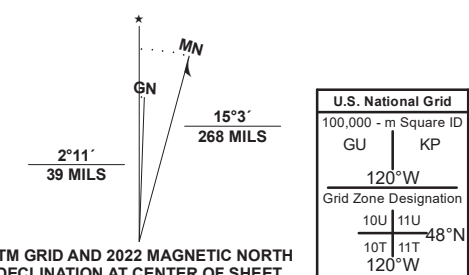 ★
MN
GN
15°3´
268 MILS
2°11´
39 MILS
TM GRID AND 2022 MAGNETIC NORTH
DECLINATION AT CENTER OF SHEET
U.S. National Grid
100,000 - m Square ID
GU KP
120°W
Grid Zone Designation
10U 11U
48°N
10T 11T
120°W